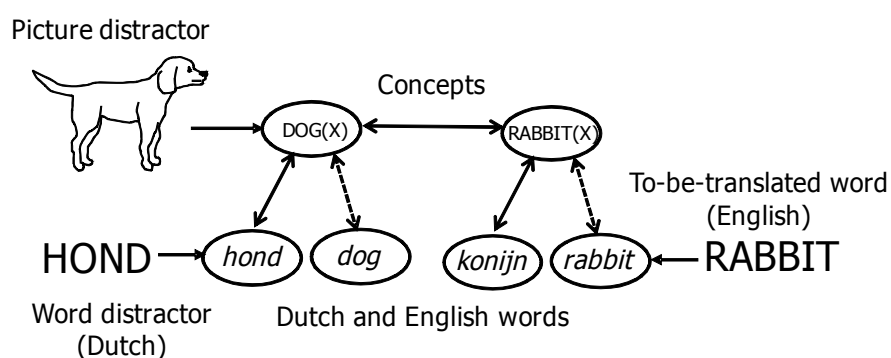 Picture distractor
Concepts
DOG(X)
RABBIT(X)
To-be-translated word
(English)
HOND
hond
dog
konijn
rabbit
RABBIT
Word distractor
(Dutch)
Dutch and English words